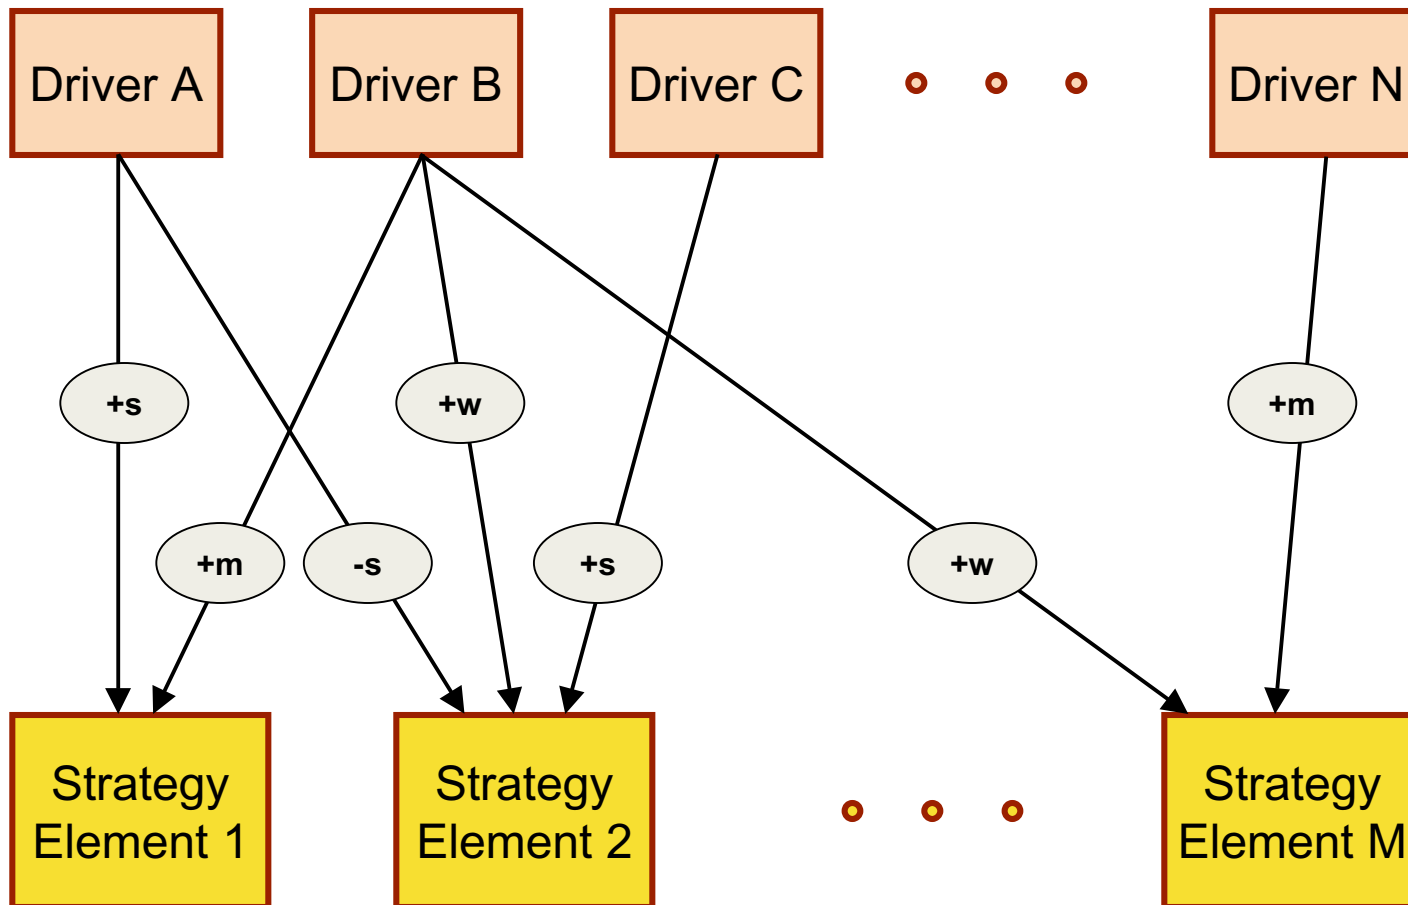 Driver A
Driver B
Driver C
Driver N
+s
+w
+m
+m
-s
+s
+w
Strategy
Element 1
Strategy
Element 2
Strategy
Element M